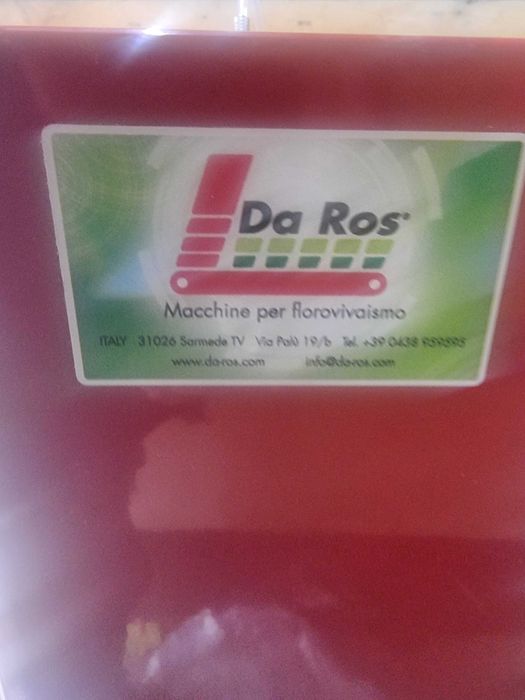 Da Ros®
Macchine per florovivaismo
ITALY 31026 Sarmede TV Via Palù 19/b Tel. +39 0438 959595
www.da-ros.com info@da-ros.com